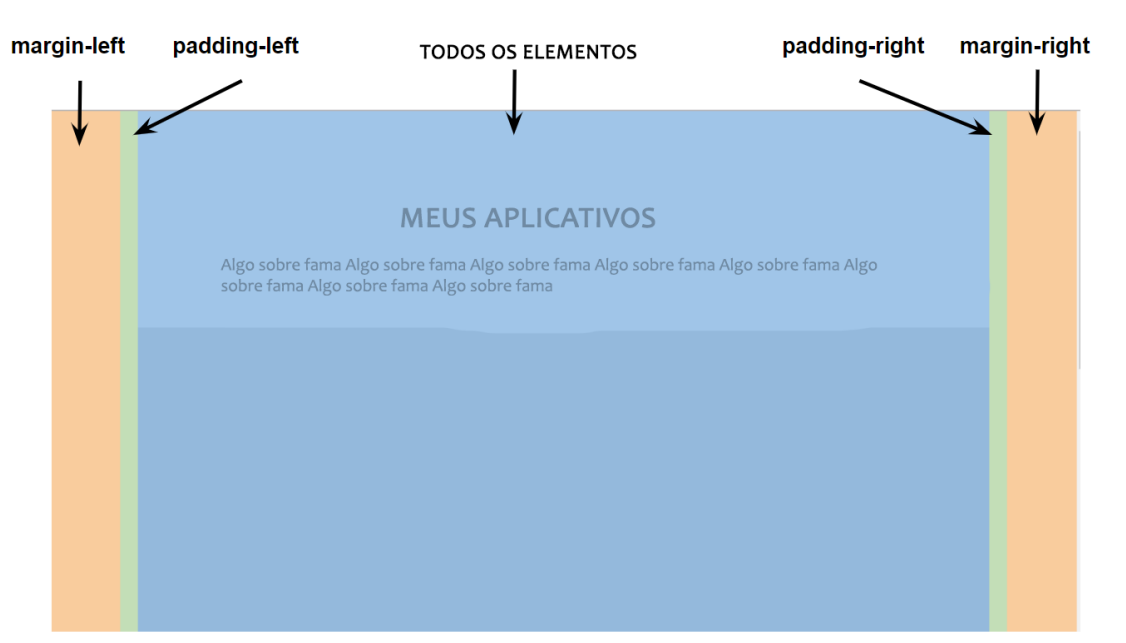 margin-left padding-left TODOS OS ELEMENTOS padding-right margin-right
MEUS APLICATIVOS
Algo sobre fama Algo sobre fama Algo sobre fama Algo sobre fama Algo sobre fama Algo
sobre fama Algo sobre fama Algo sobre fama